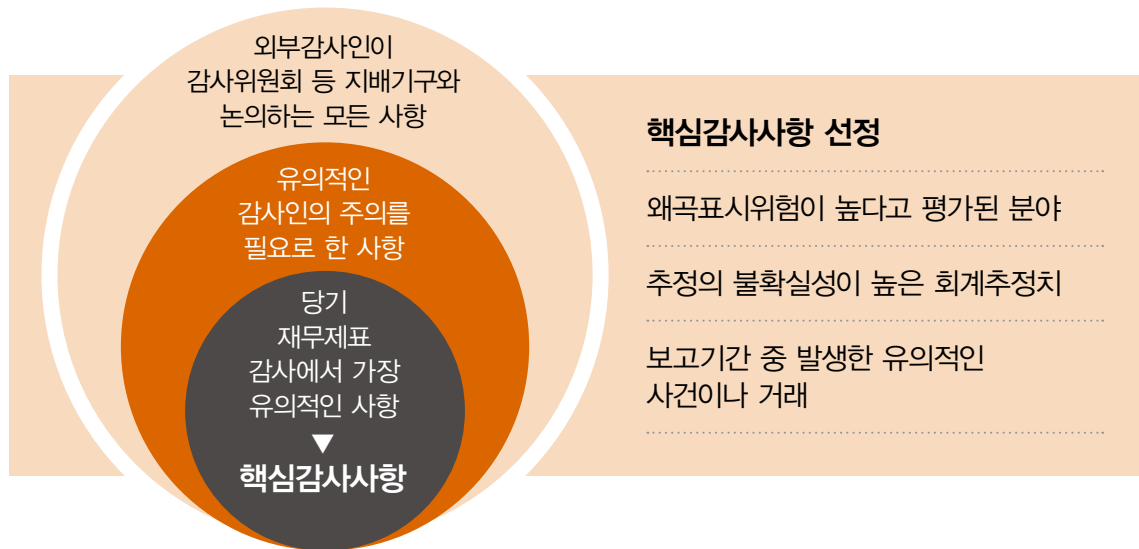 외부감사인이
감사위원회 등 지배기구와
논의하는 모든 사항
유의적인
감사인의 주의를
필요로 한 사항
당기
재무제표
감사에서 가장
유의적인 사항
▼
핵심감사사항
핵심감사사항 선정
왜곡표시위험이 높다고 평가된 분야
추정의 불확실성이 높은 회계추정치
보고기간 중 발생한 유의적인
사건이나 거래